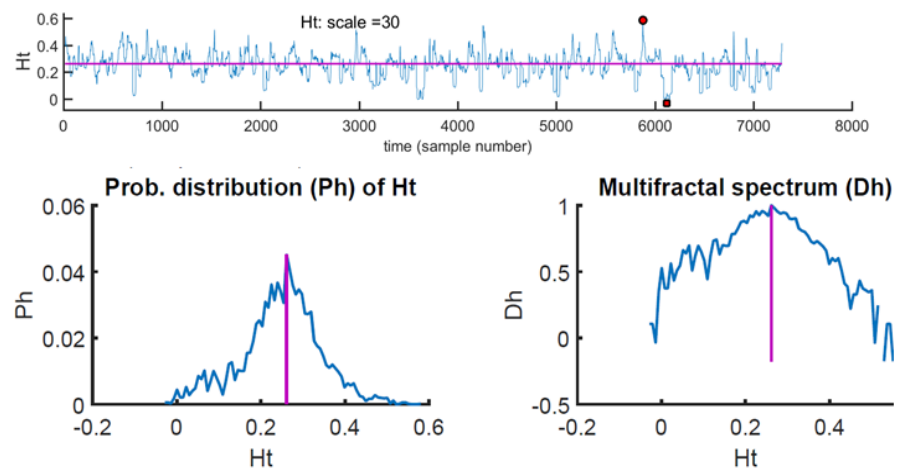 Ht: scale =30
0.6
0.4
0.2
0
Ht
0 1000 2000 3000 4000 5000 6000 7000 8000
time (sample number)
Prob. distribution (Ph) of Ht
0.06
0.04
0.02
0
Ph
-0.2 0 0.2 0.4 0.6
Ht
Multifractal spectrum (Dh)
1
0.5
0
-0.5
Dh
-0.2 0 0.2 0.4
Ht